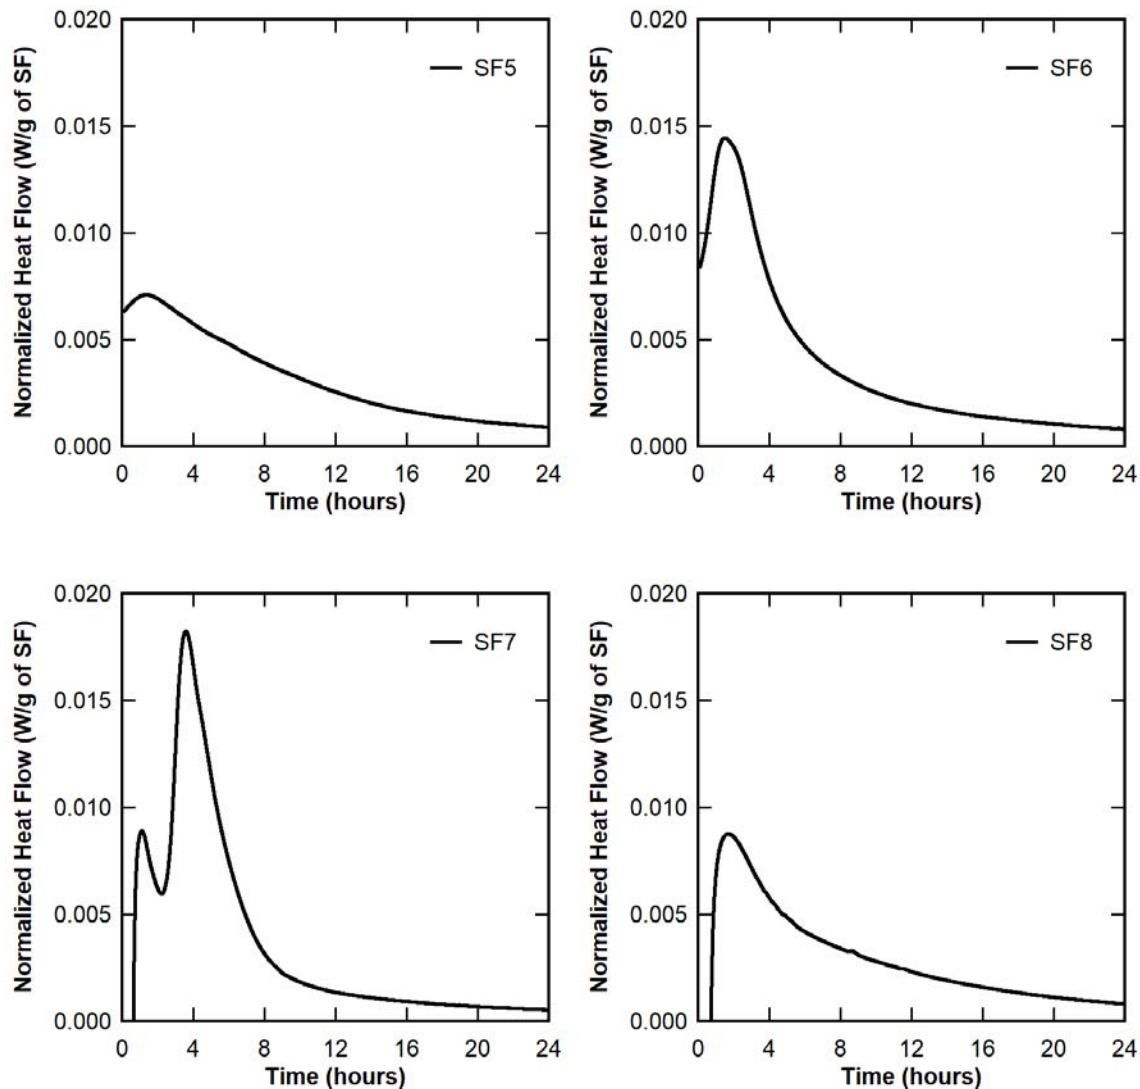 0.020
0.015
0.010
0.005
0.000
Normalized Heat Flow (W/g of SF)
SF5
0 4 8 12 16 20 24
Time (hours)
0.020
0.015
0.010
0.005
0.000
Normalized Heat Flow (W/g of SF)
SF6
0 4 8 12 16 20 24
Time (hours)
0.020
0.015
0.010
0.005
0.000
Normalized Heat Flow (W/g of SF)
SF7
0 4 8 12 16 20 24
Time (hours)
0.020
0.015
0.010
0.005
0.000
Normalized Heat Flow (W/g of SF)
SF8
0 4 8 12 16 20 24
Time (hours)